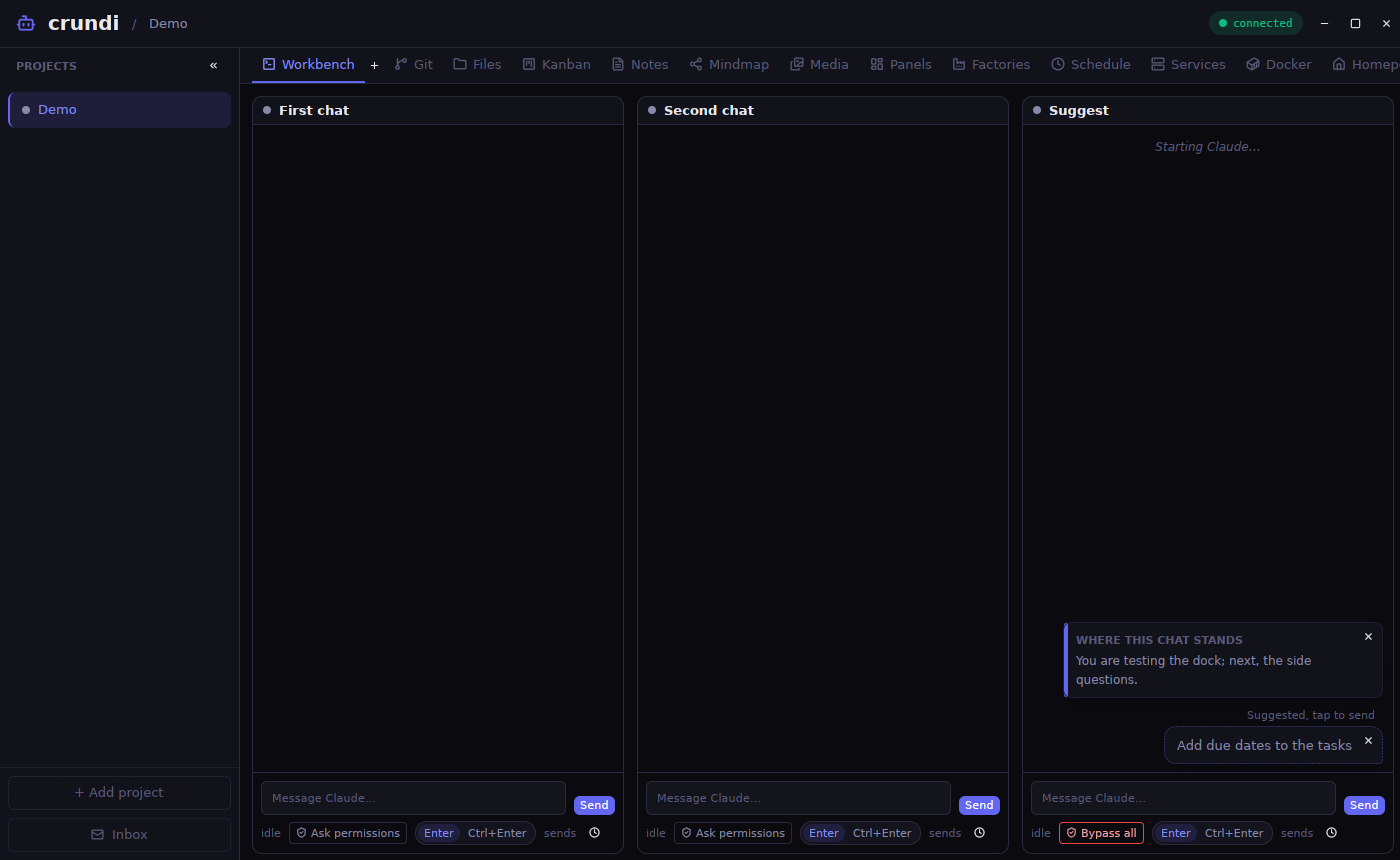 crundi / Demo
connected
PROJECTS «
Demo
+ Add project
Inbox
Workbench + Git Files Kanban Notes Mindmap Media Panels Factories Schedule Services Docker Homep
First chat
Message Claude...
Send
idle Ask permissions Enter Ctrl+Enter sends
Second chat
Message Claude...
Send
idle Ask permissions Enter Ctrl+Enter sends
Suggest
Starting Claude...
WHERE THIS CHAT STANDS
You are testing the dock; next, the side
questions.
Suggested, tap to send
Add due dates to the tasks
Message Claude...
Send
idle Bypass all Enter Ctrl+Enter sends